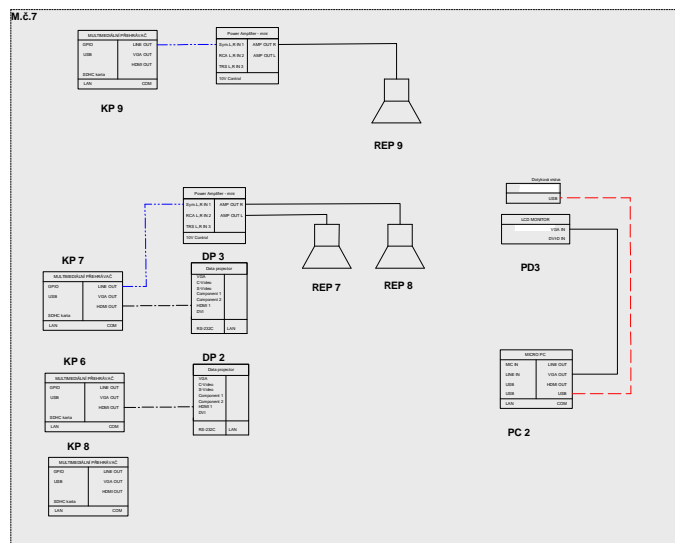 M.č.7
MULTIMEDIÁLNÍ PŘEHRÁVAČ
GPIO LINE OUT
USB VGA OUT
HDMI OUT
SDHC karta
LAN COM
KP 9
Power Amplifier - mini
Sym.L,R IN 1 AMP OUT R
RCA L,R IN 2 AMP OUT L
TRS L,R IN 3
10V Control
REP 9
Power Amplifier - mini
Sym.L,R IN 1 AMP OUT R
RCA L,R IN 2 AMP OUT L
TRS L,R IN 3
10V Control
REP 7
REP 8
Dotyková vrstva
USB
LCD MONITOR
VGA IN
DVI-D IN
PD3
KP 7
MULTIMEDIÁLNÍ PŘEHRÁVAČ
GPIO LINE OUT
USB VGA OUT
HDMI OUT
SDHC karta
LAN COM
DP 3
Data projector
VGA
C-Video
S-Video
Component 1
Component 2
HDMI 1
DVI
RS-232C LAN
KP 6
MULTIMEDIÁLNÍ PŘEHRÁVAČ
GPIO LINE OUT
USB VGA OUT
HDMI OUT
SDHC karta
LAN COM
DP 2
Data projector
VGA
C-Video
S-Video
Component 1
Component 2
HDMI 1
DVI
RS-232C LAN
MICRO PC
MIC IN LINE OUT
LINE IN VGA OUT
USB HDMI OUT
USB USB
LAN COM
PC 2
KP 8
MULTIMEDIÁLNÍ PŘEHRÁVAČ
GPIO LINE OUT
USB VGA OUT
HDMI OUT
SDHC karta
LAN COM